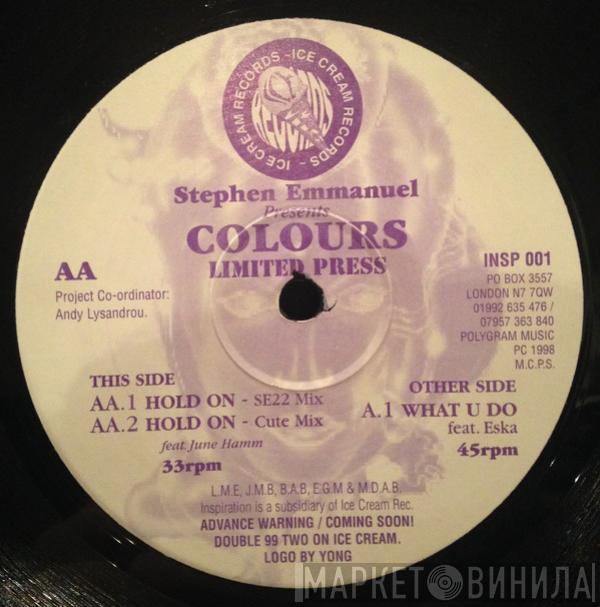 ICE CREAM RECORDS - ICE CREAM RECORDS -
Stephen Emmanuel
Presents
COLOURS
LIMITED PRESS
AA
Project Co-ordinator:
Andy Lysandrou.
INSP 001
PO BOX 3557
LONDON N7 7QW
01992 635 476 /
07957 363 840
POLYGRAM MUSIC
PC 1998
M.C.P.S.
THIS SIDE
AA.1 HOLD ON - SE22 Mix
AA.2 HOLD ON - Cute Mix
feat. June Hamm
33rpm
OTHER SIDE
A.1 WHAT U DO
feat. Eska
45rpm
L.M.E, J.M.B, B.A.B, E.G.M & M.D.A.B.
Inspiration is a subsidiary of Ice Cream Rec.
ADVANCE WARNING / COMING SOON!
DOUBLE 99 TWO ON ICE CREAM.
LOGO BY YONG
МАРКЕТ ВИНИЛА